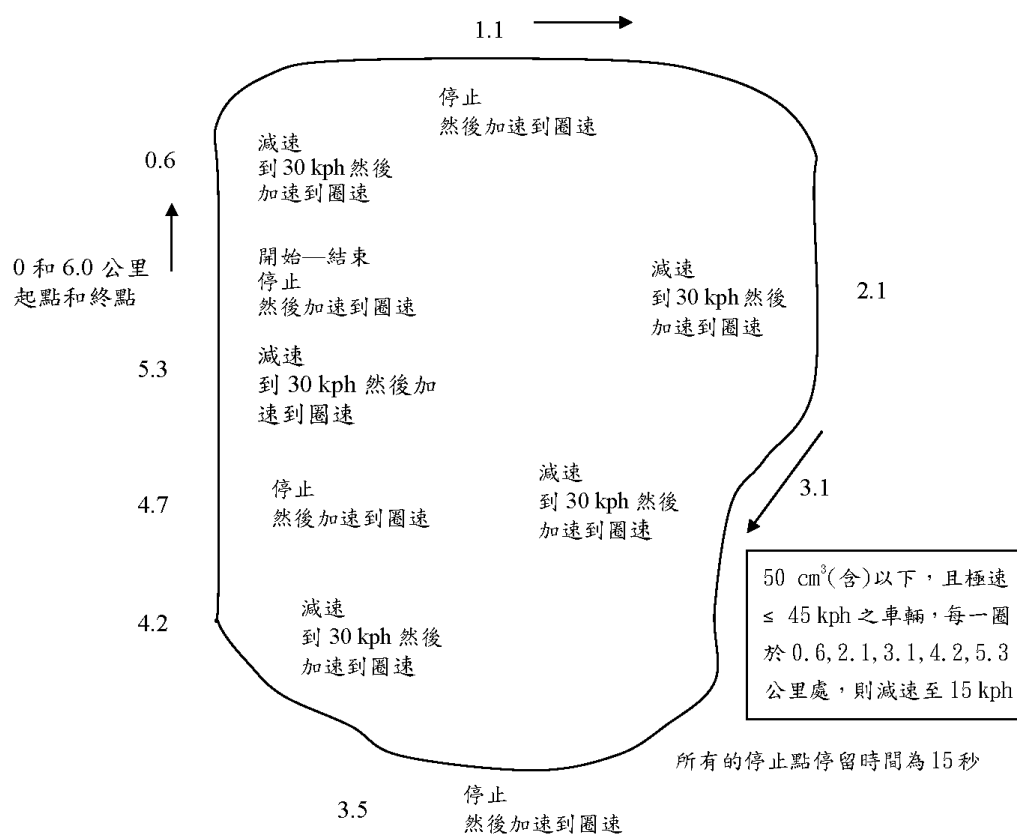 1.1
停止
然後加速到圈速
減速
到 30 kph 然後
加速到圈速
0.6
0 和 6.0 公里
起點和終點
開始—結束
停止
然後加速到圈速
減速
到 30 kph 然後
加速到圈速
2.1
5.3
減速
到 30 kph 然後加
速到圈速
減速
到 30 kph 然後
加速到圈速
3.1
4.7
停止
然後加速到圈速
50 cm³(含)以下，且極速
≤ 45 kph 之車輛，每一圈
於 0.6, 2.1, 3.1, 4.2, 5.3
公里處，則減速至 15 kph
4.2
減速
到 30 kph 然後
加速到圈速
所有的停止點停留時間為 15 秒
3.5
停止
然後加速到圈速